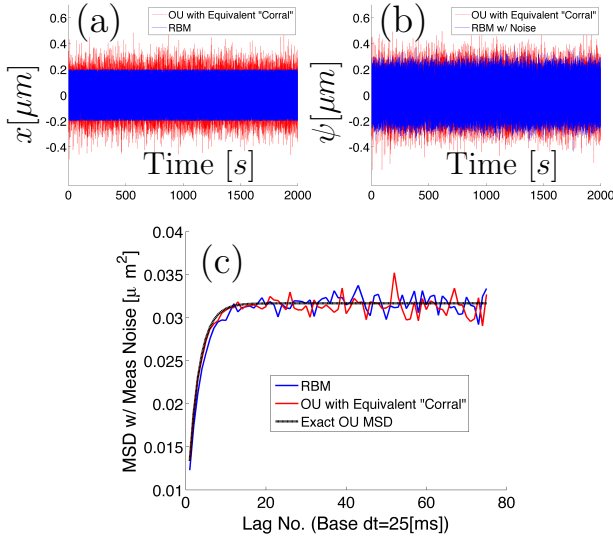 (a)
OU with Equivalent "Corral"
RBM
x[μm]
0.6
0.4
0.2
0
-0.2
-0.4
Time [s]
0 500 1000 1500 2000
(b)
OU with Equivalent "Corral"
RBM w/ Noise
ψ[μm]
0.6
0.4
0.2
0
-0.2
-0.4
Time [s]
0 500 1000 1500 2000
(c)
MSD w/ Meas Noise [μ m²]
0.04
0.035
0.03
0.025
0.02
0.015
0.01
RBM
OU with Equivalent "Corral"
Exact OU MSD
0 20 40 60 80
Lag No. (Base dt=25[ms])